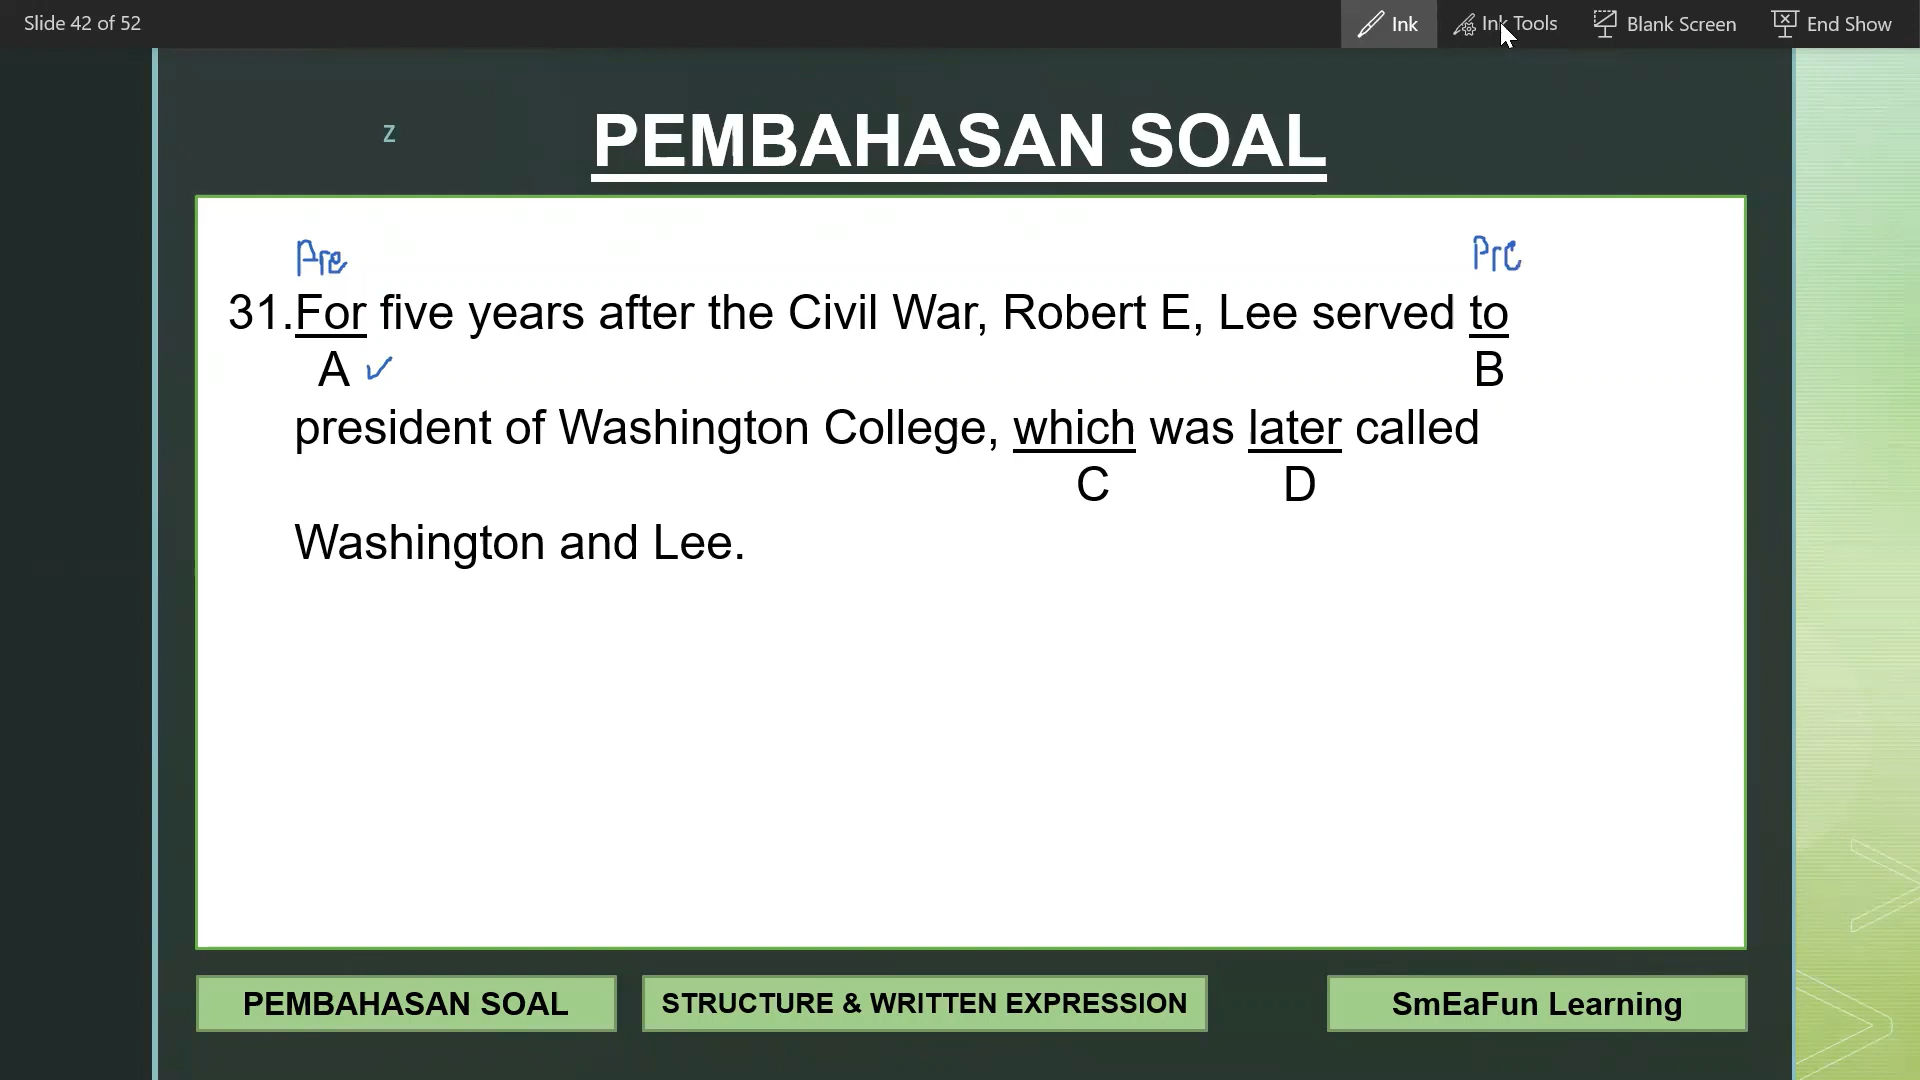 Slide 42 of 52
Ink
Ink Tools
Blank Screen
End Show
z
PEMBAHASAN SOAL
Pre
Pre
31.For five years after the Civil War, Robert E, Lee served to
A ✓
B
president of Washington College, which was later called
C
D
Washington and Lee.
PEMBAHASAN SOAL
STRUCTURE & WRITTEN EXPRESSION
SmEaFun Learning